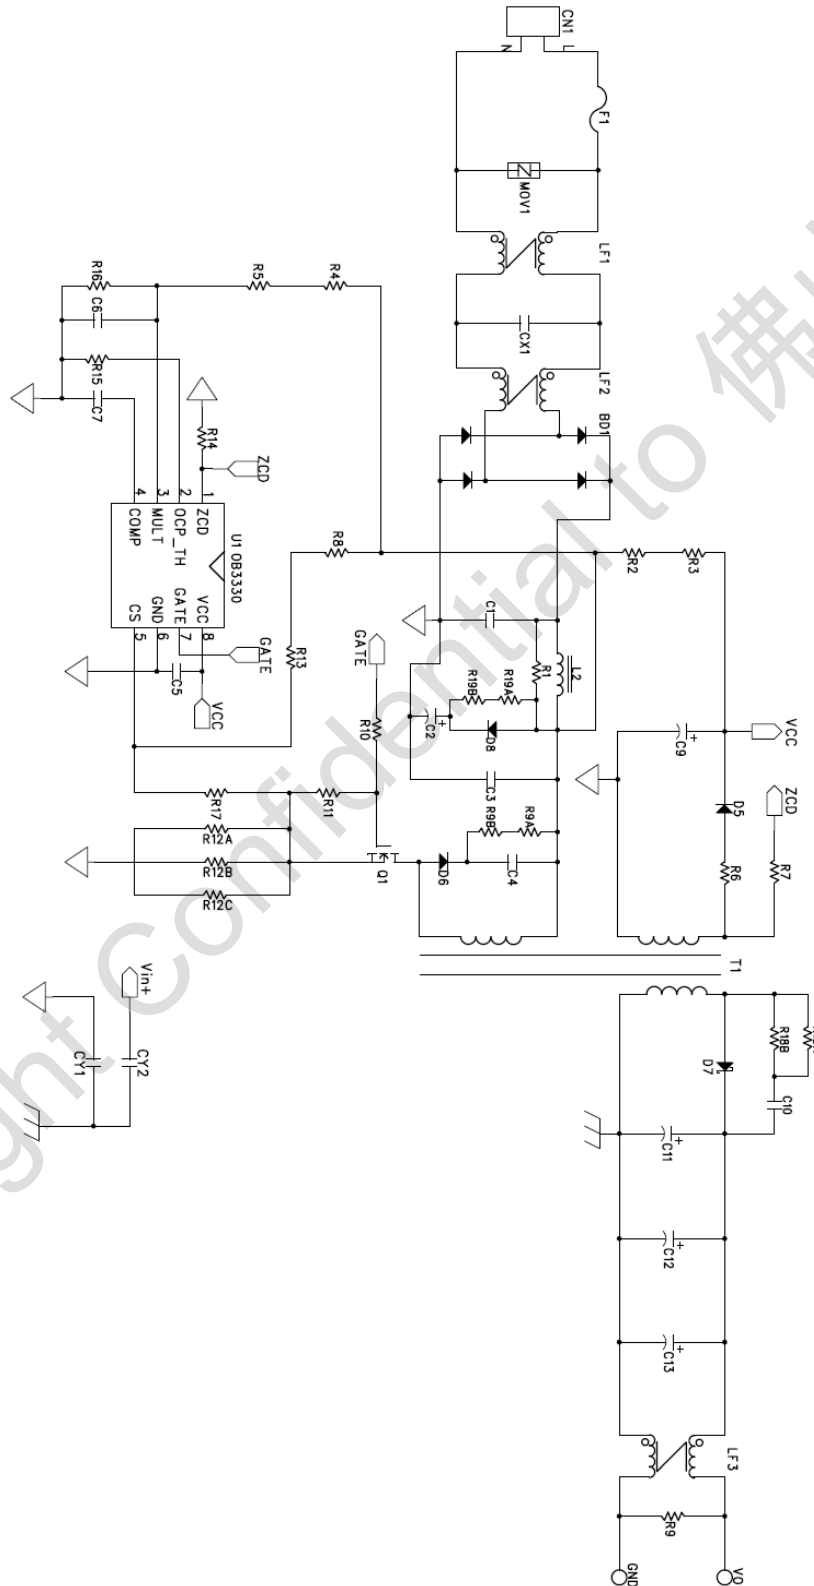 CN1
N
L
F1
MOV1
LF1
CX1
LF2
BD1
R16
R5
R4
C6
R15
C7
R14
ZCD
4
3
2
1
COMP
MULT
OCP_TH
ZCD
U1 OB3330
CS
GND
GATE
VCC
5
6
7
8
GATE
C5
VCC
R8
R13
GATE
R10
R2
R3
C1
R1
L2
R19B
R19A
C2
D8
C9
VCC
ZCD
C3
R9B
R9A
D5
R17
R11
R12A
R12B
R12C
Q1
D6
C4
R6
R7
T1
Vin+
CY1
CY2
R18B
D7
C10
C11
C12
C13
LF3
R9
GND
VO
ght Confidential to 佛